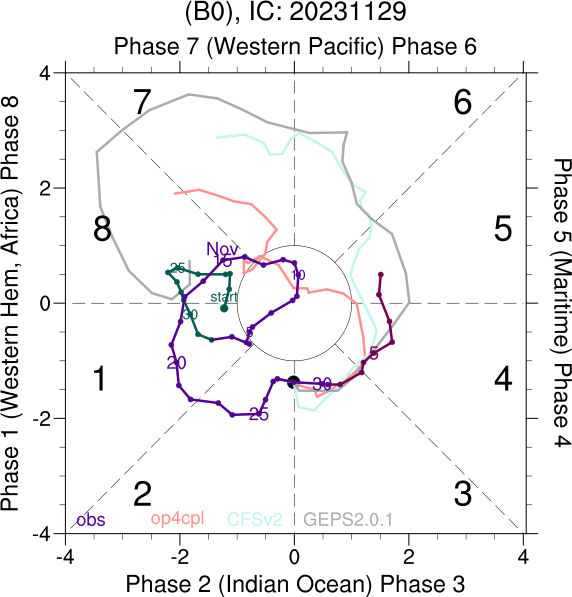 (B0), IC: 20231129
Phase 7 (Western Pacific) Phase 6
Phase 1 (Western Hem, Africa) Phase 8
Phase 5 (Maritime) Phase 4
4
2
0
-2
-4
7
6
8
5
1
4
2
3
Nov
15
25
start
10
30
5
5
20
30
25
obs
op4cpl
CFSv2
GEPS2.0.1
-4
-2
0
2
4
Phase 2 (Indian Ocean) Phase 3